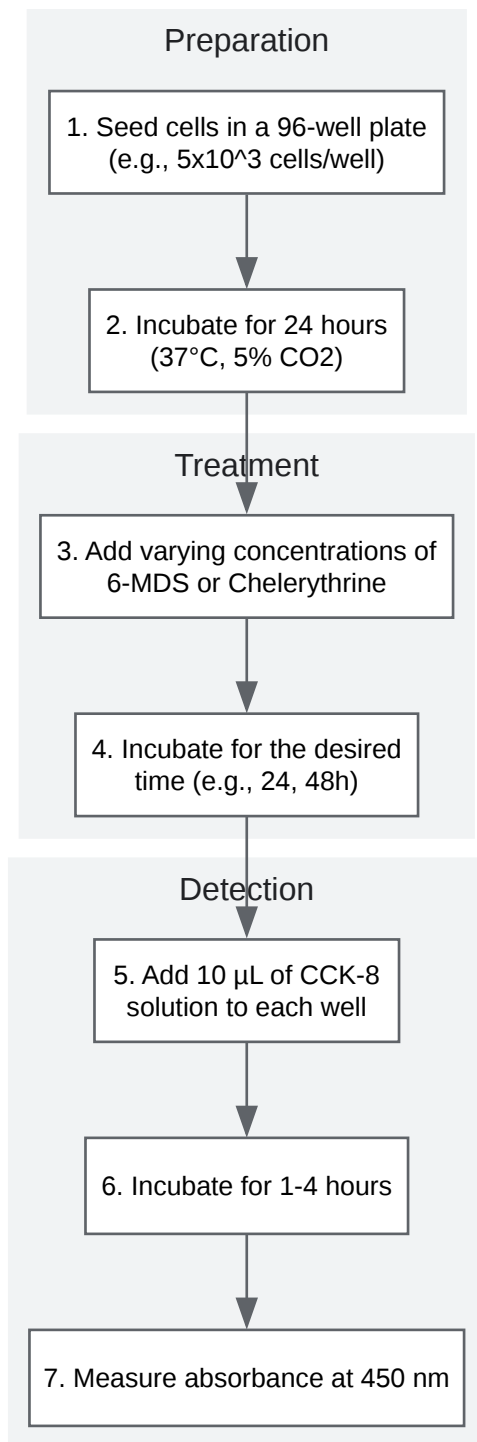 Preparation
1. Seed cells in a 96-well plate
(e.g., 5x10^3 cells/well)
2. Incubate for 24 hours
(37°C, 5% CO2)
Treatment
3. Add varying concentrations of
6-MDS or Chelerythrine
4. Incubate for the desired
time (e.g., 24, 48h)
Detection
5. Add 10 µL of CCK-8
solution to each well
6. Incubate for 1-4 hours
7. Measure absorbance at 450 nm